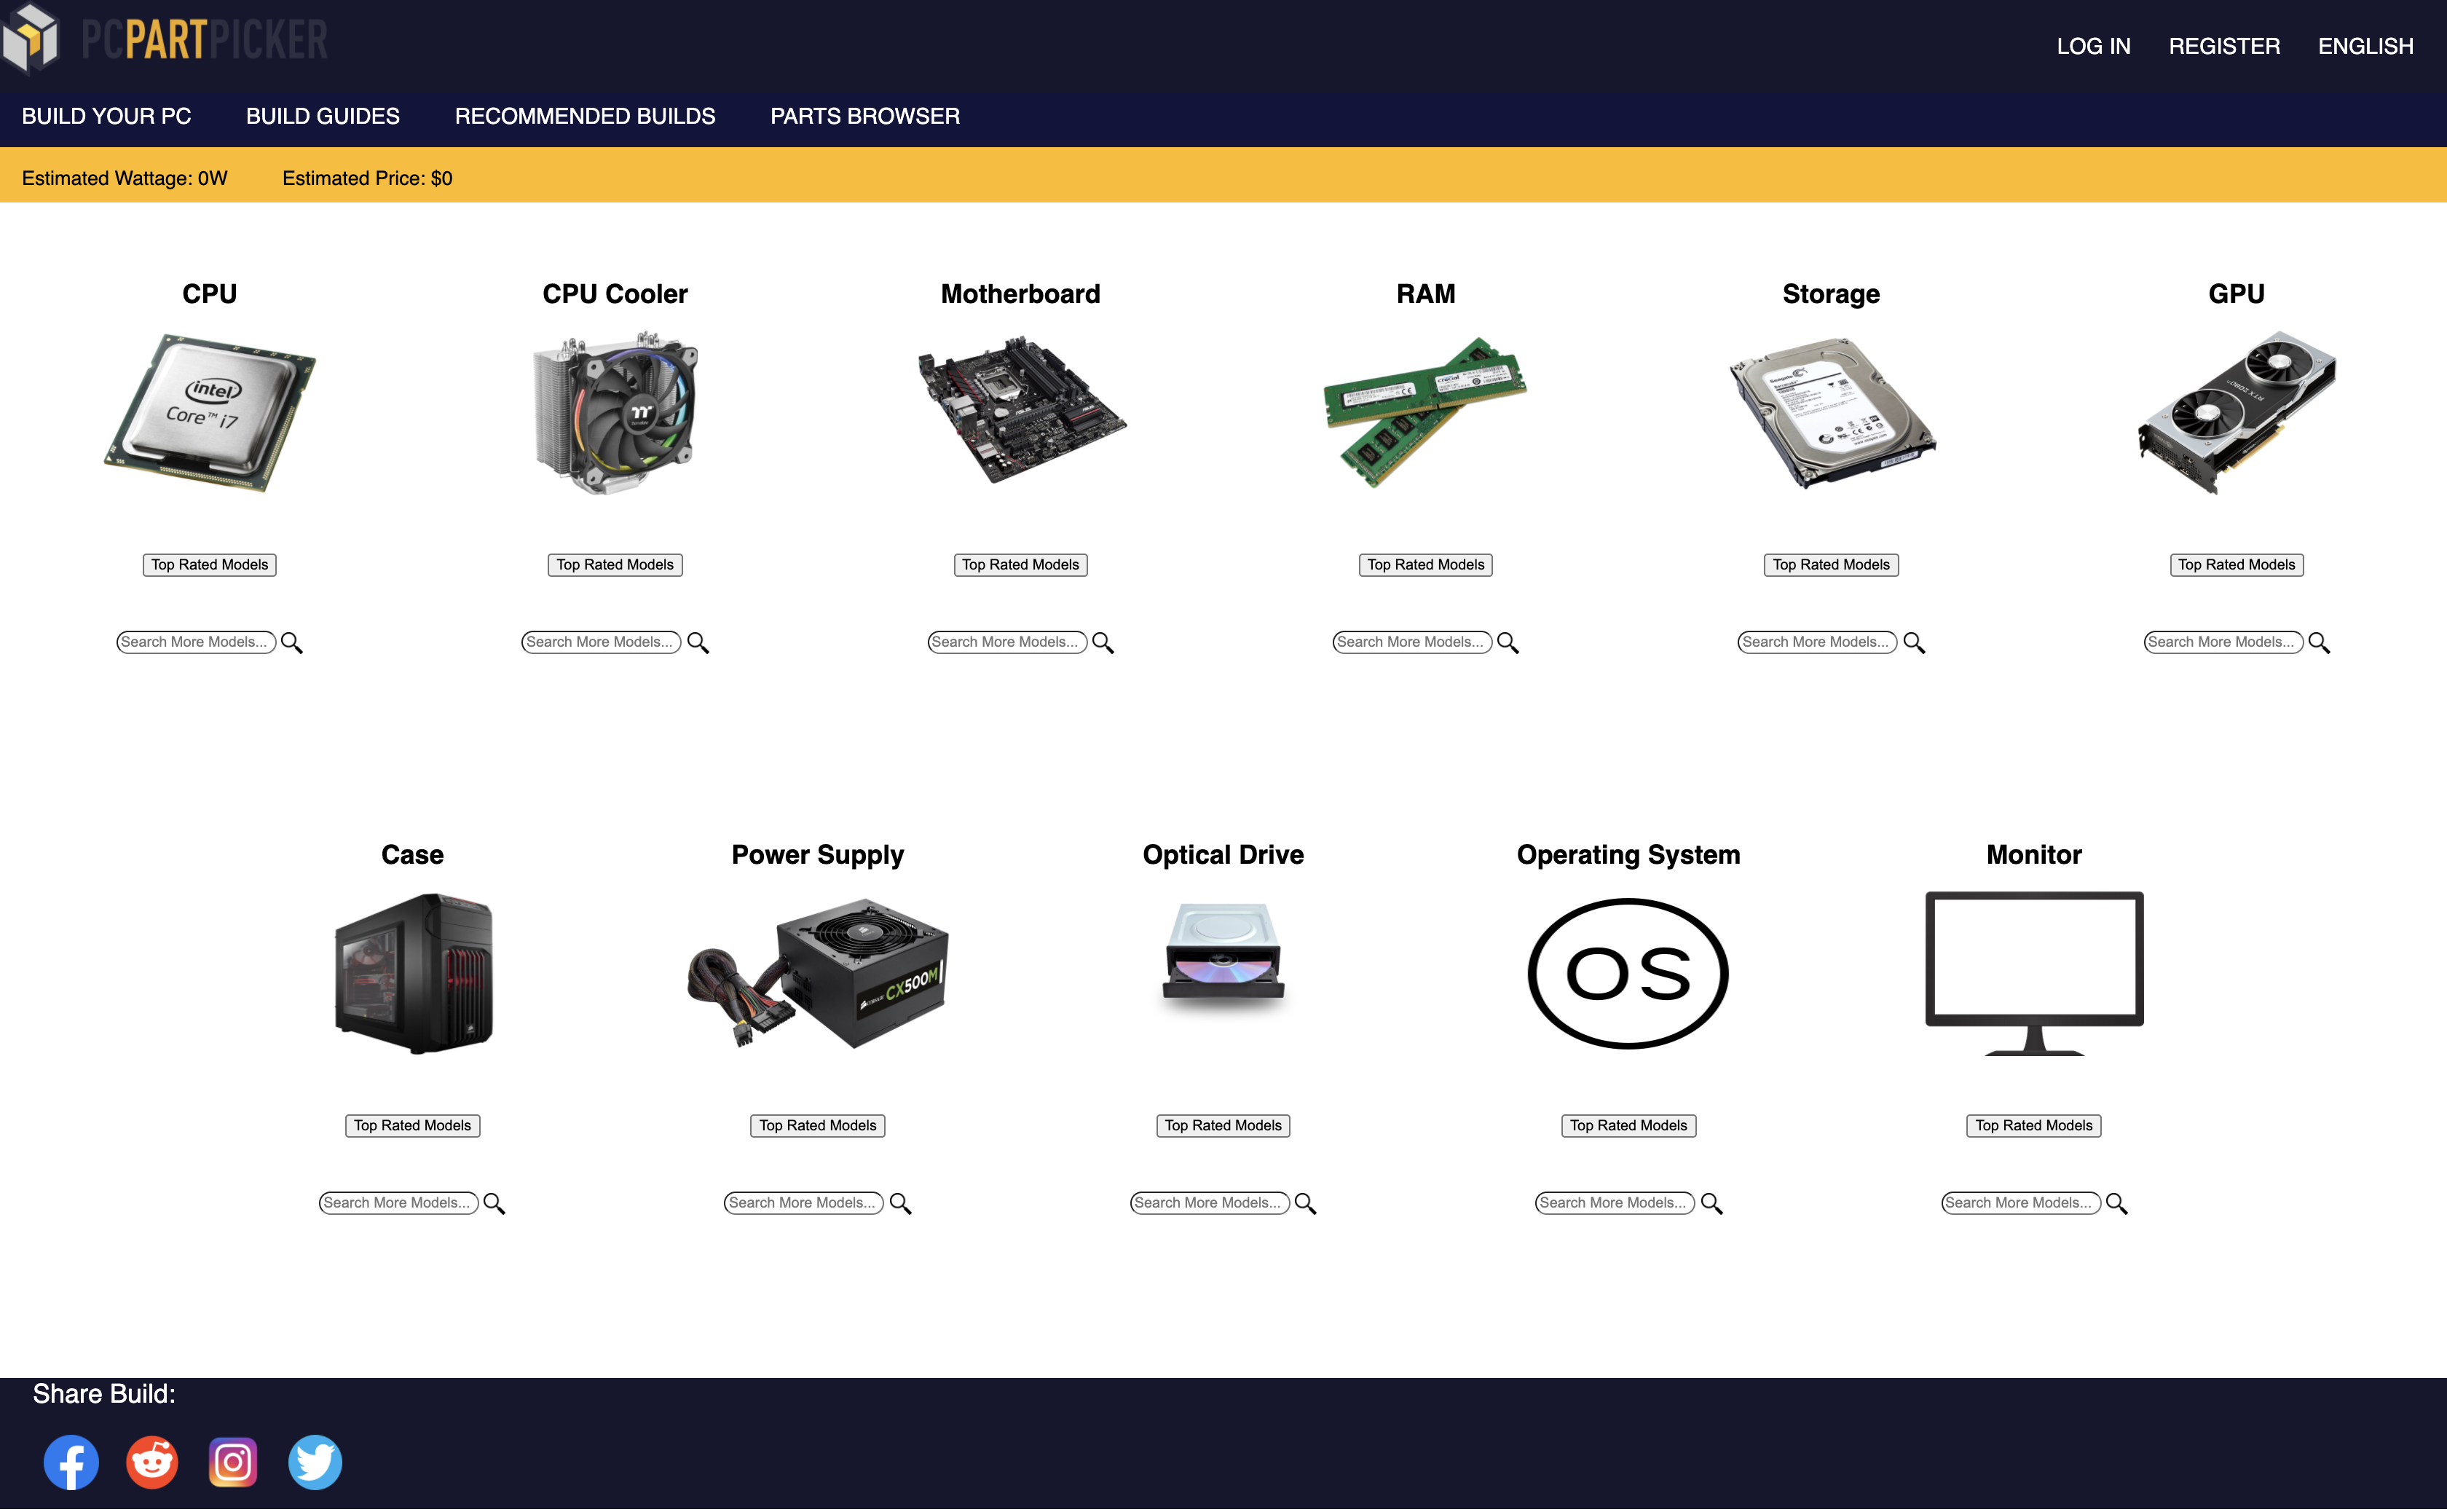 PCPARTPICKER
LOG IN REGISTER ENGLISH
BUILD YOUR PC BUILD GUIDES RECOMMENDED BUILDS PARTS BROWSER
Estimated Wattage: 0W Estimated Price: $0
CPU CPU Cooler Motherboard RAM Storage GPU
intel
Core™ i7
crucial
RTX 2080
Top Rated Models Top Rated Models Top Rated Models Top Rated Models Top Rated Models Top Rated Models
Search More Models... Search More Models... Search More Models... Search More Models... Search More Models... Search More Models...
Case Power Supply Optical Drive Operating System Monitor
CORSAIR CX500M
OS
Top Rated Models Top Rated Models Top Rated Models Top Rated Models Top Rated Models
Search More Models... Search More Models... Search More Models... Search More Models... Search More Models...
Share Build: